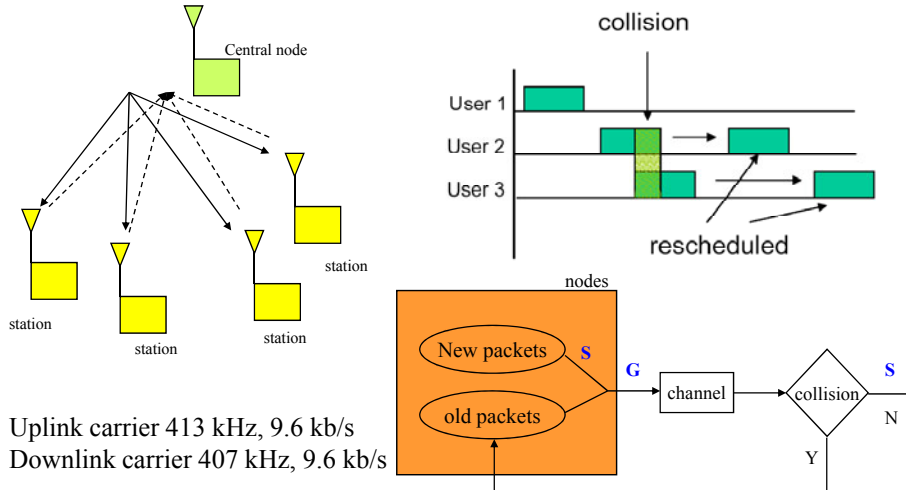 Central node
station
station
station
station
Uplink carrier 413 kHz, 9.6 kb/s
Downlink carrier 407 kHz, 9.6 kb/s
collision
User 1
User 2
User 3
rescheduled
nodes
New packets
S
G
old packets
channel
collision
S
N
Y